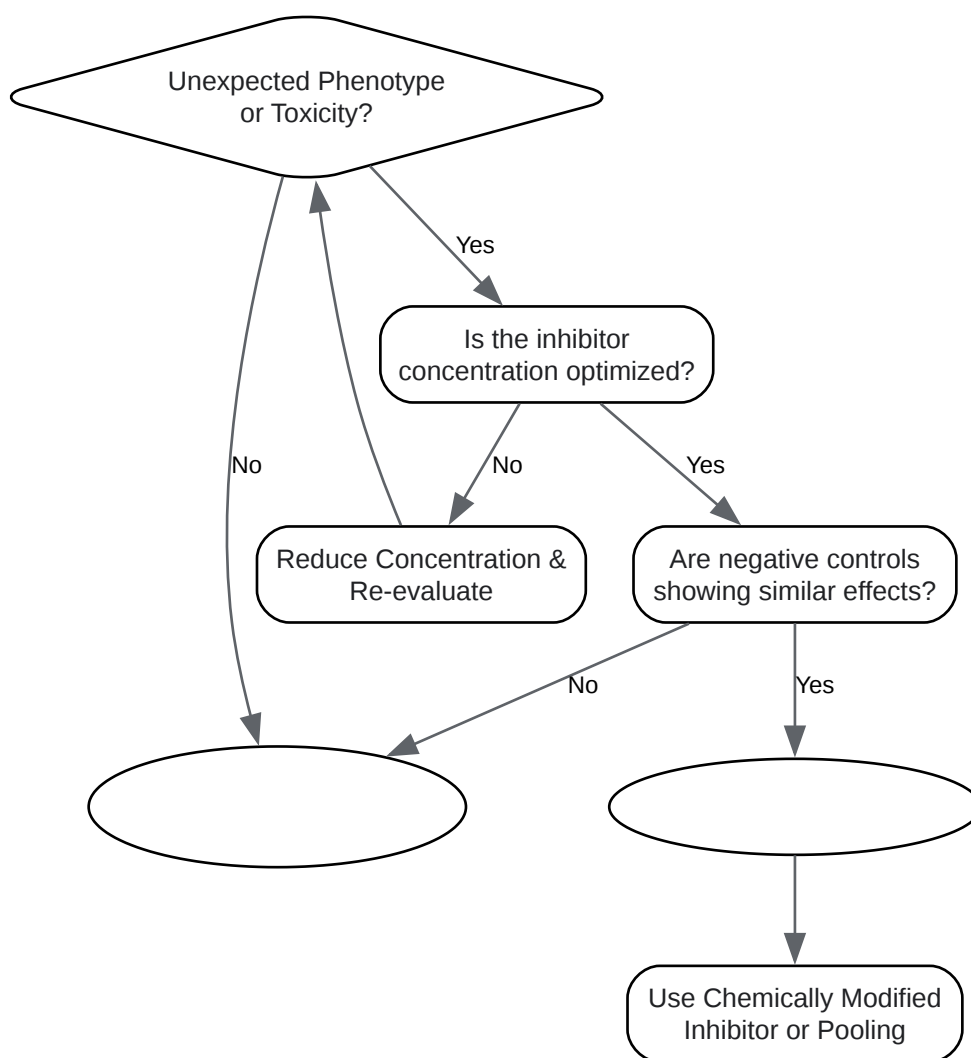 Unexpected Phenotype
or Toxicity?
Yes
Is the inhibitor
concentration optimized?
No
No
Yes
Reduce Concentration &
Re-evaluate
Are negative controls
showing similar effects?
No
Yes
Use Chemically Modified
Inhibitor or Pooling